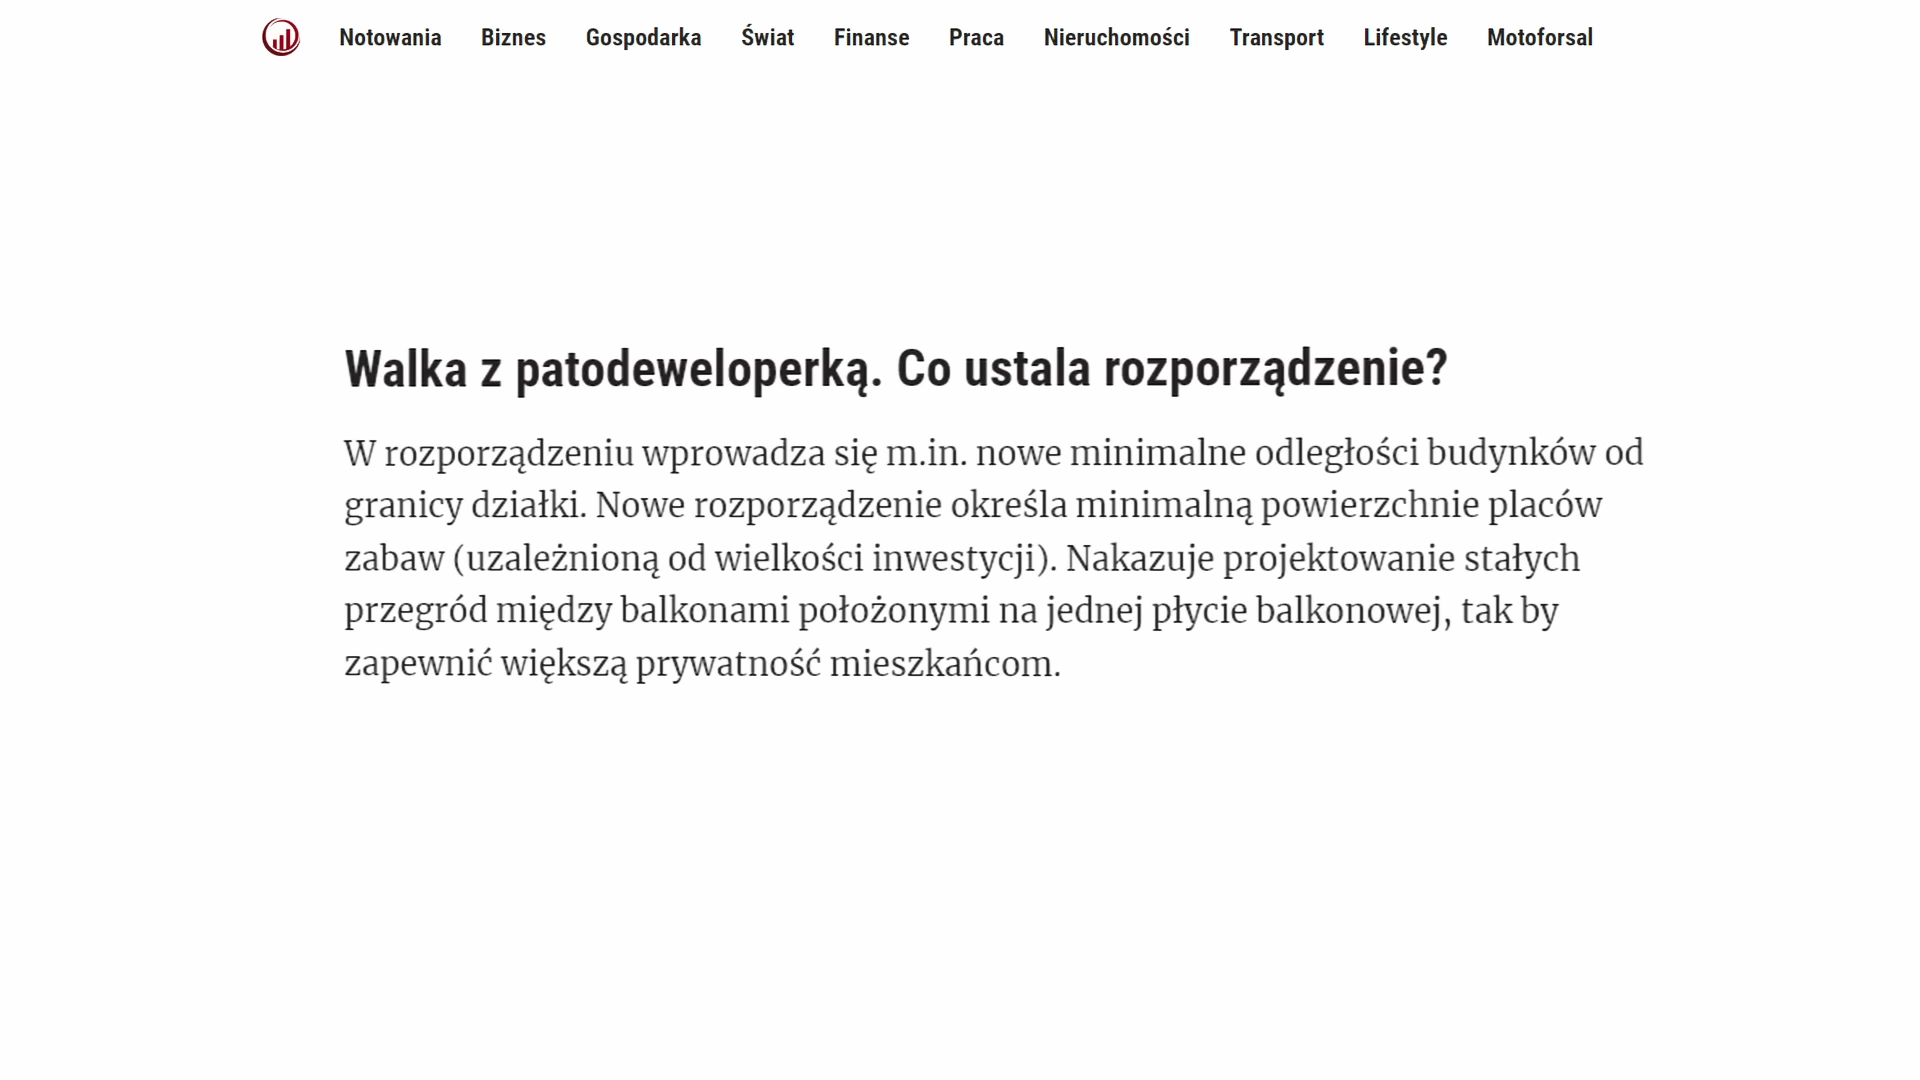 Notowania Biznes Gospodarka Świat Finanse Praca Nieruchomości Transport Lifestyle Motoforsal
Walka z patodeweloperką. Co ustala rozporządzenie?
W rozporządzeniu wprowadza się m.in. nowe minimalne odległości budynków od
granicy działki. Nowe rozporządzenie określa minimalną powierzchnie placów
zabaw (uzależnioną od wielkości inwestycji). Nakazuje projektowanie stałych
przegród między balkonami położonymi na jednej płycie balkonowej, tak by
zapewnić większą prywatność mieszkańcom.